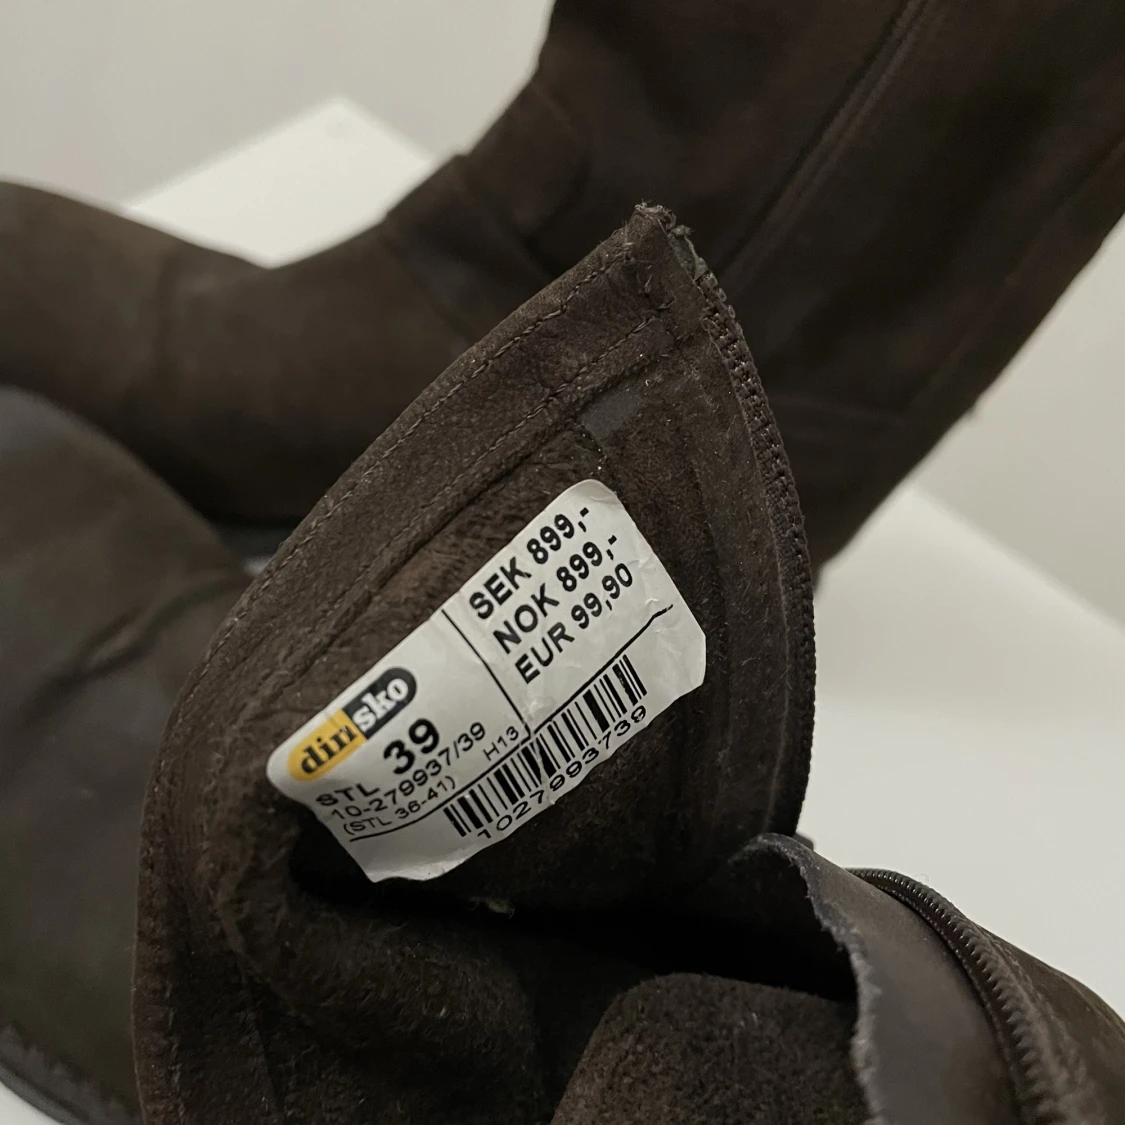 din sko
STL 39
10-279937/39
(STL 36-41)
H13
SEK 899,-
NOK 899,-
EUR 99,90
1027993739